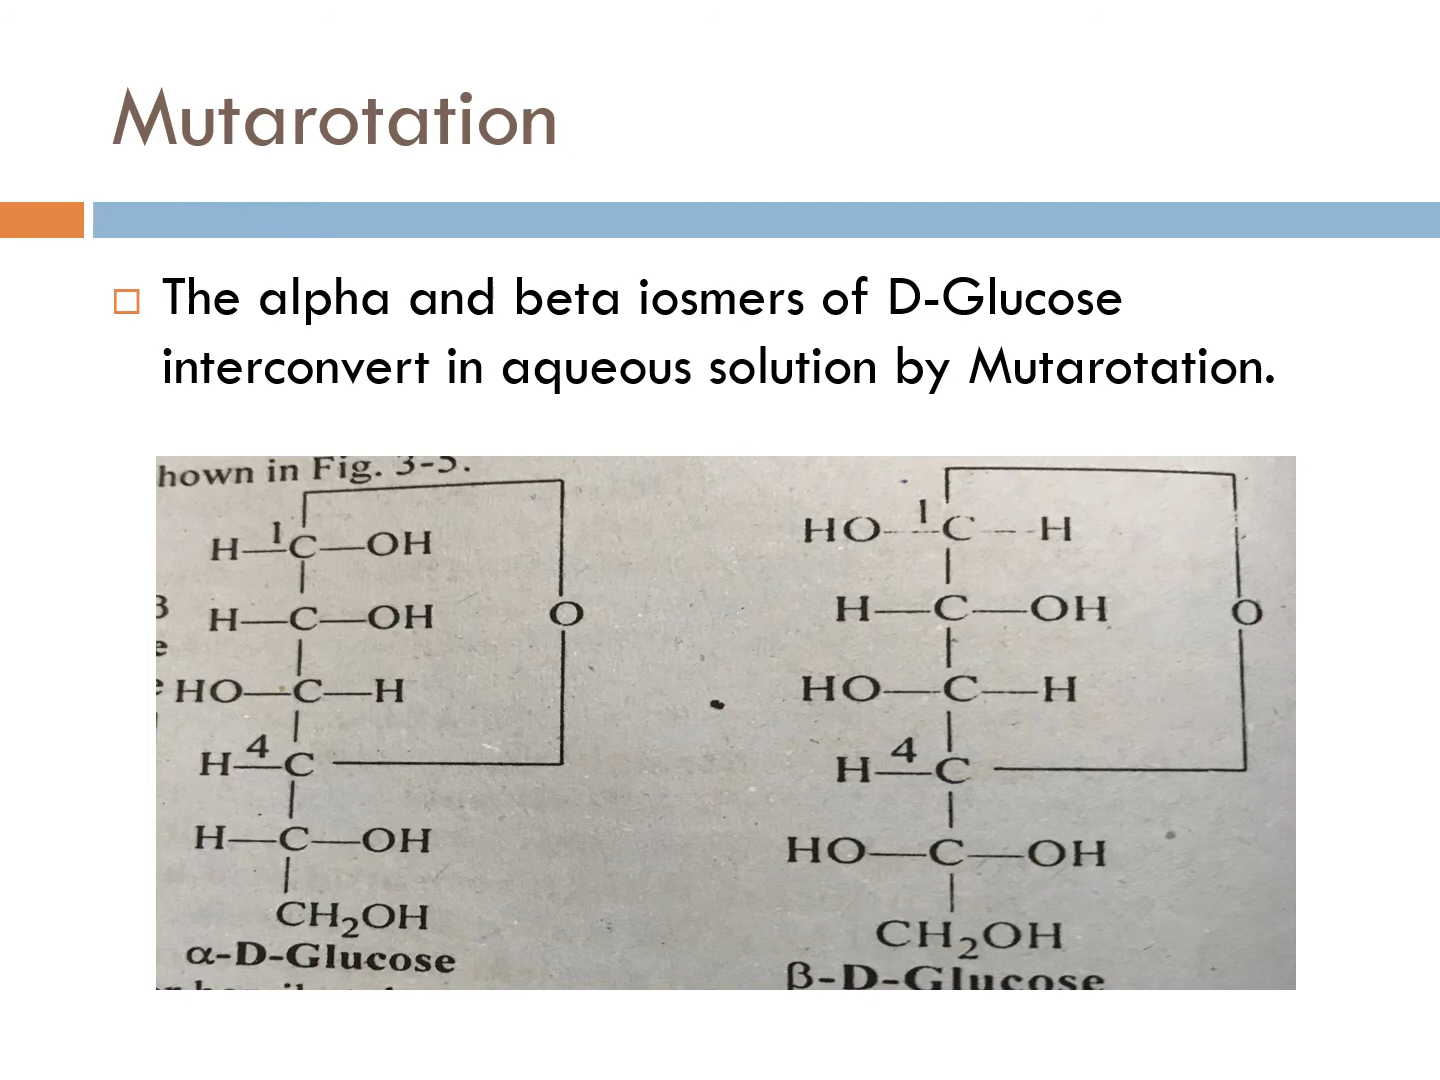 Mutarotation
The alpha and beta iosmers of D-Glucose
interconvert in aqueous solution by Mutarotation.
hown in Fig. 3-5.
H—1C—OH
H—C—OH
O
HO—C—H
H—4C
H—C—OH
CH2OH
α-D-Glucose
HO—1C—H
H—C—OH
O
HO—C—H
H—4C
HO—C—OH
CH2OH
β-D-Glucose